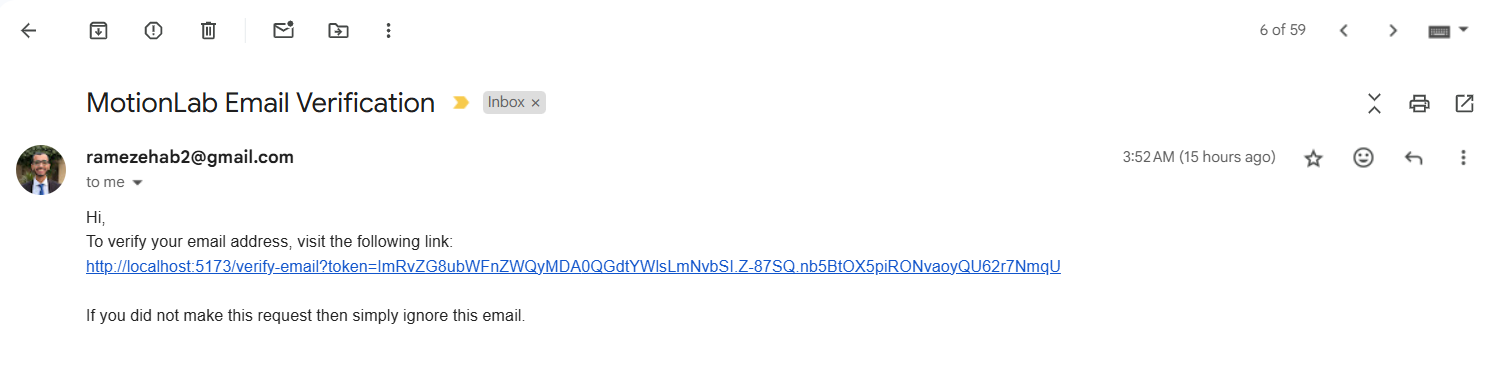 6 of 59
MotionLab Email Verification
Inbox ×
ramezehab2@gmail.com
3:52 AM (15 hours ago)
to me
Hi,
To verify your email address, visit the following link:
http://localhost:5173/verify-email?token=ImRvZG8ubWFnZWQyMDA0QGdtYWlsLmNvbSI.Z-87SQ.nb5BtOX5piRONvaoyQU62r7NmqU
If you did not make this request then simply ignore this email.